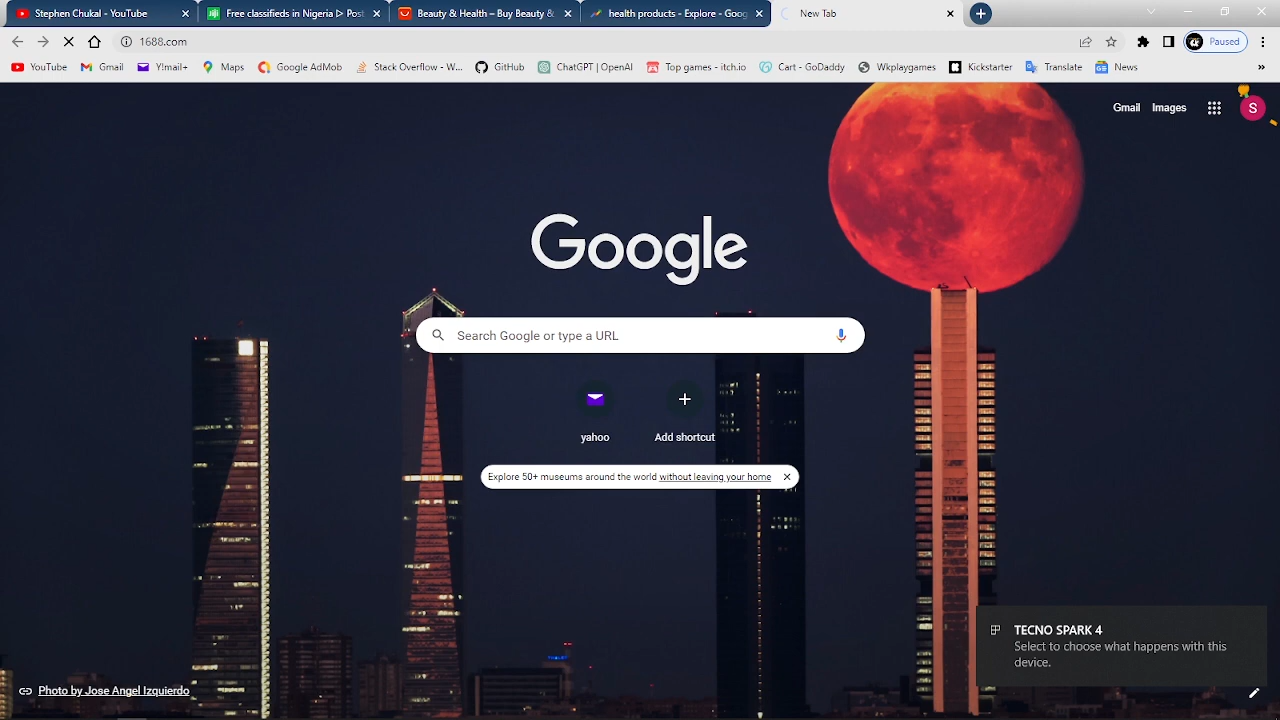 Stephen Chukal - YouTube
Free classified in Nigeria ▷ Post
Beauty & Health – Buy Beauty &
health products - Explore - Goog
New Tab
1688.com
Paused
YouTube
Gmail
Y!mail+
Maps
Google AdMob
Stack Overflow - W...
GitHub
ChatGPT | OpenAI
Top games - itch.io
Cart - GoDaddy
Wkplaygames
Kickstarter
Translate
News
»
Gmail
Images
S
Google
Search Google or type a URL
yahoo
Add shortcut
Explore 50+ museums around the world without leaving your home
TECNO SPARK 4
Select to choose what happens with this
device.
Photo by Jose Angel Izquierdo